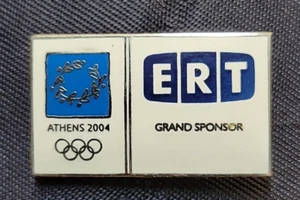 ATHENS 2004
ERT
GRAND SPONSOR